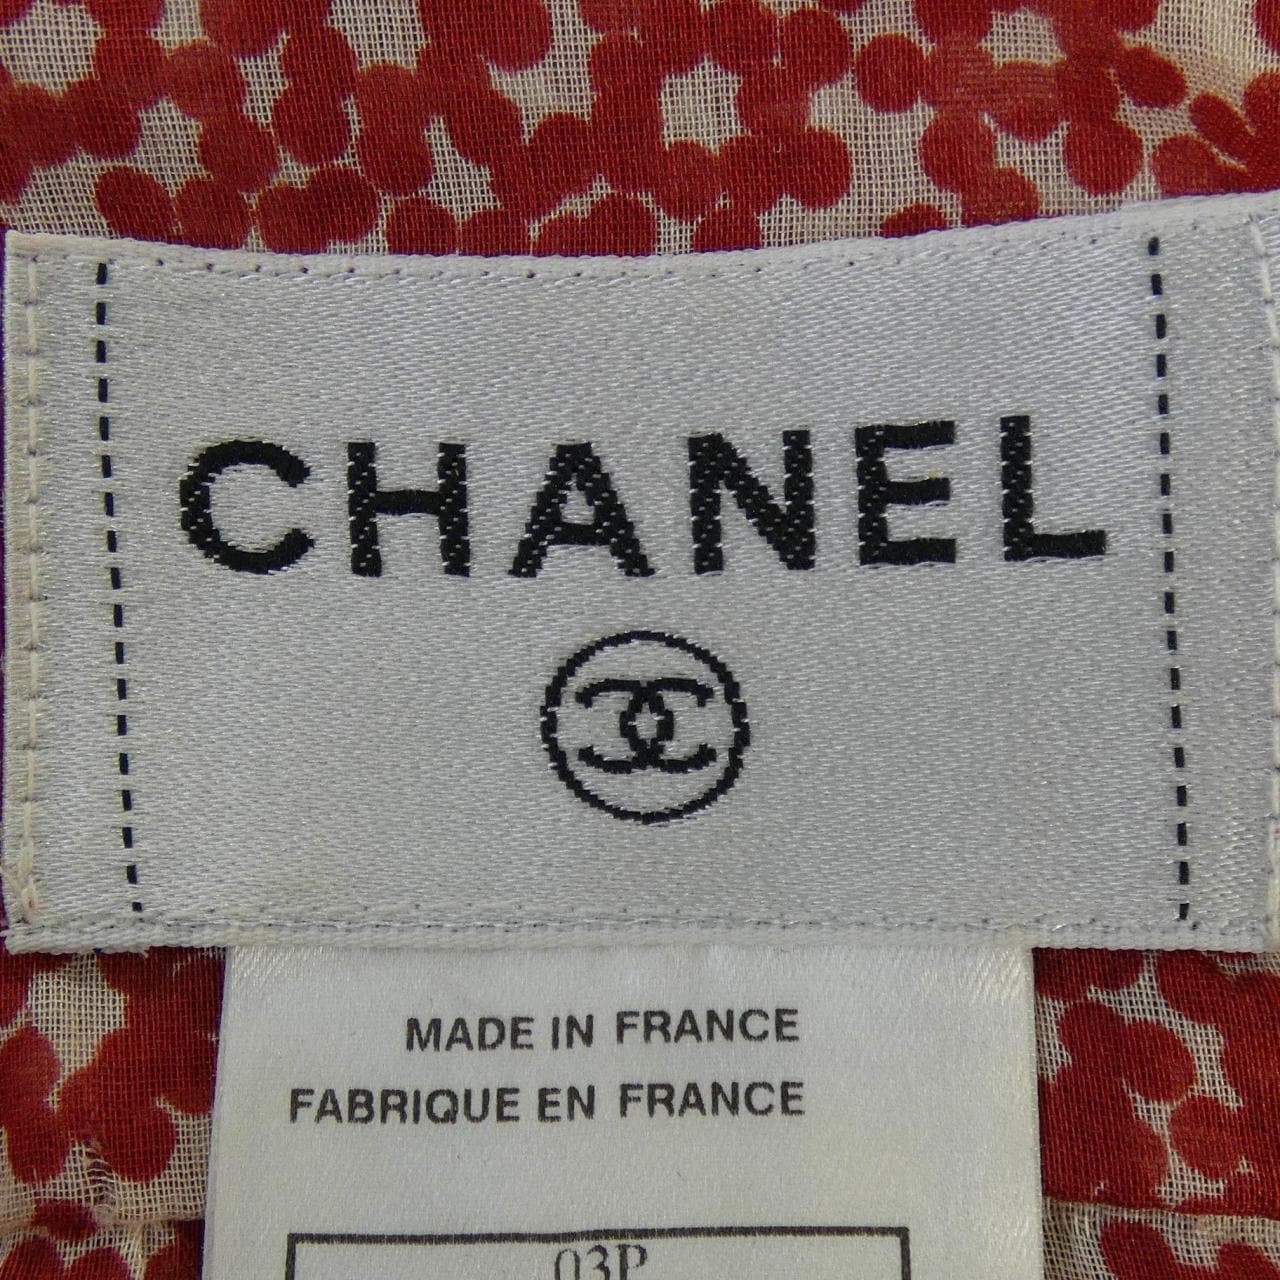 CHANEL
MADE IN FRANCE
FABRIQUE EN FRANCE
03P